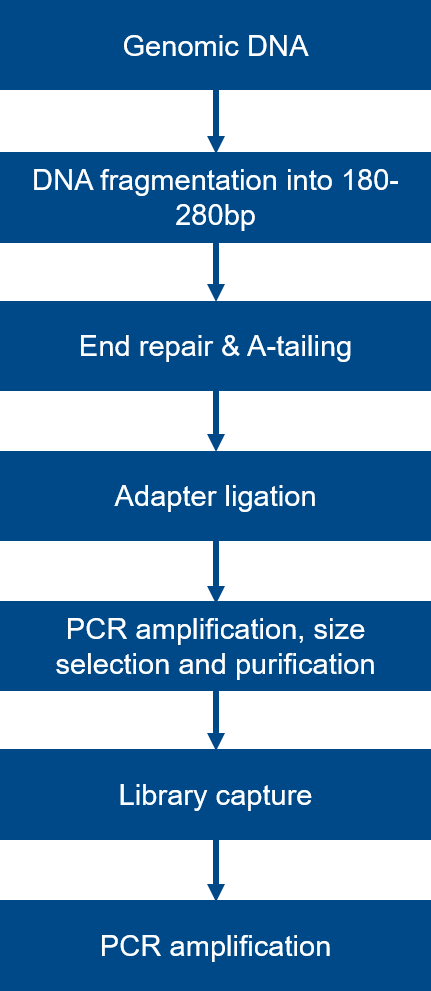 Genomic DNA
DNA fragmentation into 180-
280bp
End repair & A-tailing
Adapter ligation
PCR amplification, size
selection and purification
Library capture
PCR amplification